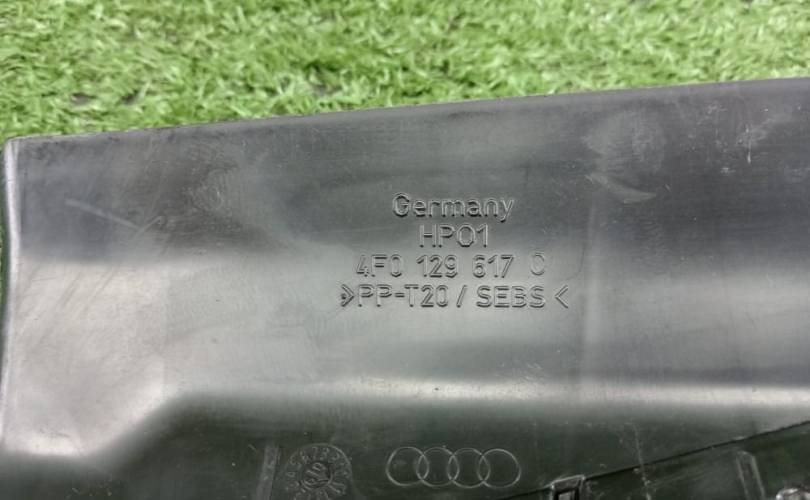 Germany
HP01
4F0 129 617 C
>PP-T20 / SEBS<